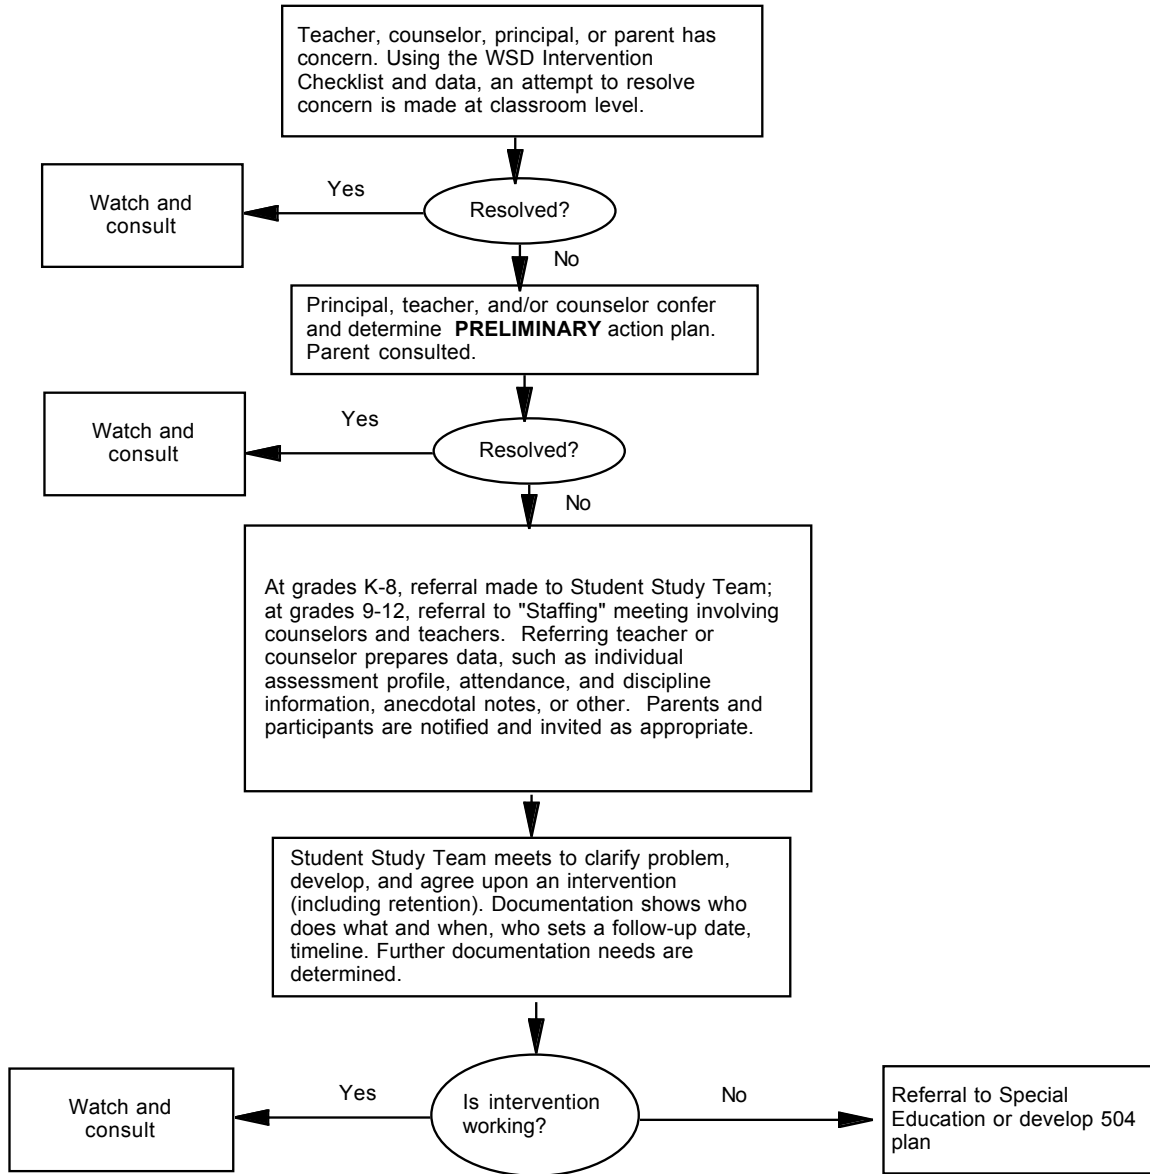 Teacher, counselor, principal, or parent has
concern. Using the WSD Intervention
Checklist and data, an attempt to resolve
concern is made at classroom level.
Yes
Watch and
consult
Resolved?
No
Principal, teacher, and/or counselor confer
and determine PRELIMINARY action plan.
Parent consulted.
Yes
Watch and
consult
Resolved?
No
At grades K-8, referral made to Student Study Team;
at grades 9-12, referral to "Staffing" meeting involving
counselors and teachers. Referring teacher or
counselor prepares data, such as individual
assessment profile, attendance, and discipline
information, anecdotal notes, or other. Parents and
participants are notified and invited as appropriate.
Student Study Team meets to clarify problem,
develop, and agree upon an intervention
(including retention). Documentation shows who
does what and when, who sets a follow-up date,
timeline. Further documentation needs are
determined.
Watch and
consult
Yes
Is intervention
working?
No
Referral to Special
Education or develop 504
plan